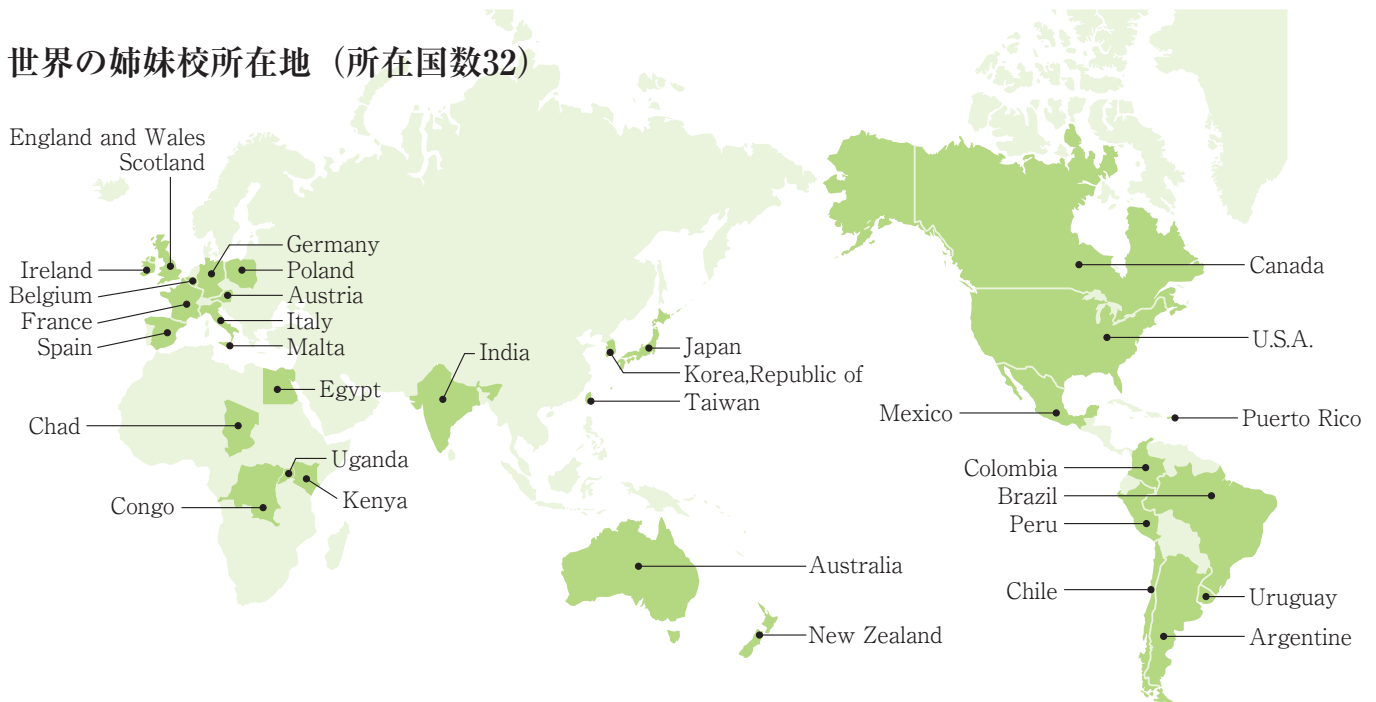 世界の姉妹校所在地（所在国数32）
England and Wales
Scotland
Ireland
Belgium
France
Spain
Germany
Poland
Austria
Italy
Malta
Egypt
Chad
Uganda
Kenya
Congo
India
Japan
Korea,Republic of
Taiwan
Australia
New Zealand
Canada
U.S.A.
Mexico
Puerto Rico
Colombia
Brazil
Peru
Chile
Uruguay
Argentine